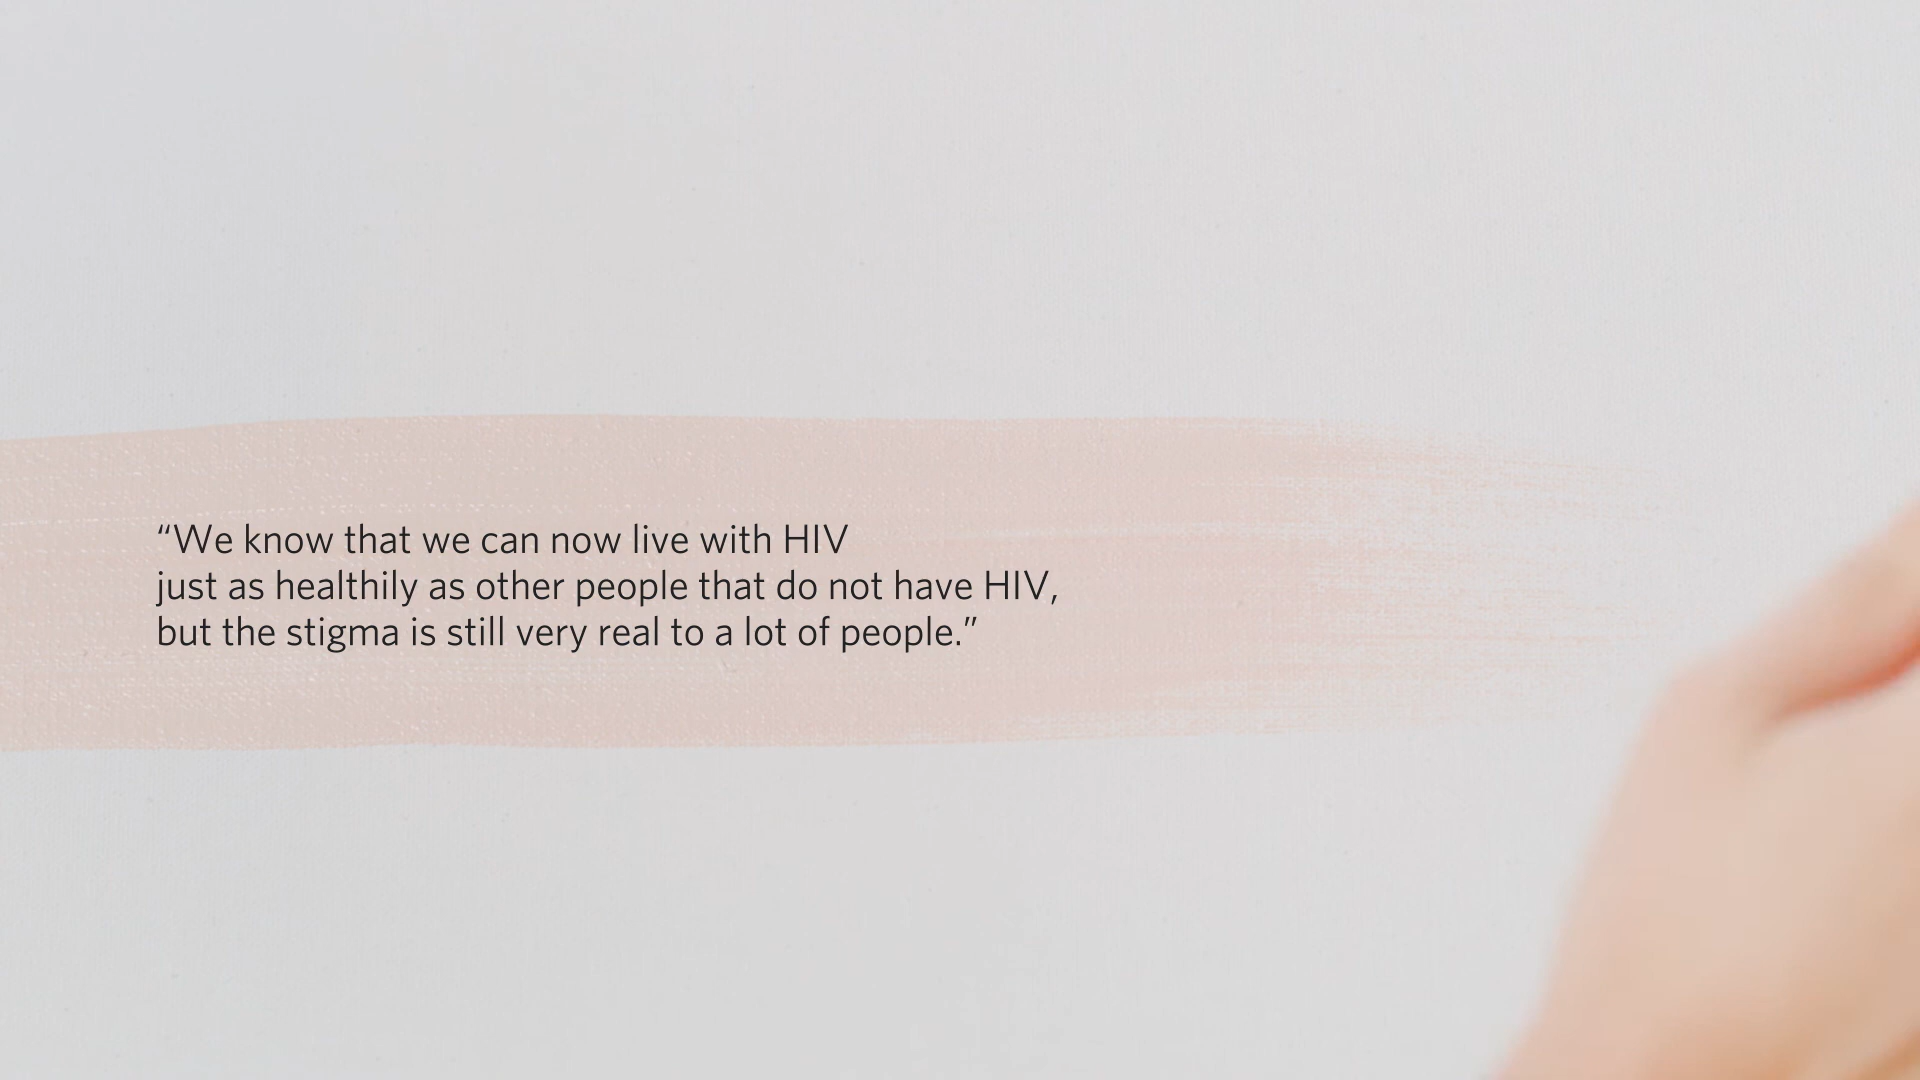 “We know that we can now live with HIV
just as healthily as other people that do not have HIV,
but the stigma is still very real to a lot of people.”